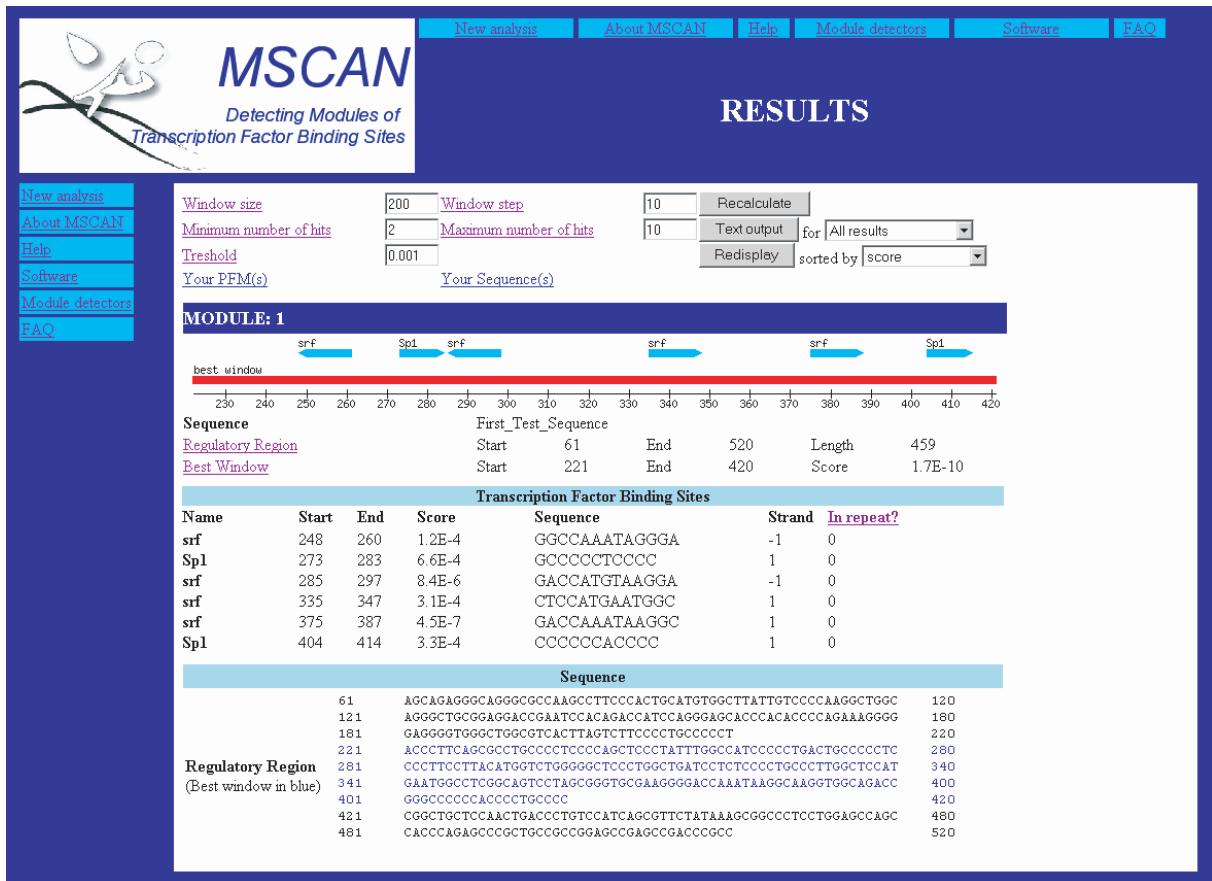 New analysis About MSCAN Help Module detectors Software FAQ
MSCAN
Detecting Modules of
Transcription Factor Binding Sites
RESULTS
New analysis
About MSCAN
Help
Software
Module detectors
FAQ
Window size 200 Window step 10 Recalculate
Minimum number of hits 2 Maximum number of hits 10 Text output for All results
Treshold 0.001 Redisplay sorted by score
Your PFM(s) Your Sequence(s)
MODULE: 1
srf Sp1 srf srf srf Sp1
best window
230 240 250 260 270 280 290 300 310 320 330 340 350 360 370 380 390 400 410 420
Sequence First_Test_Sequence
Regulatory Region Start 61 End 520 Length 459
Best Window Start 221 End 420 Score 1.7E-10
Transcription Factor Binding Sites
Name Start End Score Sequence Strand In repeat?
srf 248 260 1.2E-4 GGCCAAATAGGGA -1 0
Sp1 273 283 6.6E-4 GCCCCCTCCCC 1 0
srf 285 297 8.4E-6 GACCATGTAAGGA -1 0
srf 335 347 3.1E-4 CTCCATGAATGGC 1 0
srf 375 387 4.5E-7 GACCAAATAAGGC 1 0
Sp1 404 414 3.3E-4 CCCCCCACCCC 1 0
Sequence
61 AGCAGAGGGCAGGGCGCCAAGCCTTCCCACTGCATGTGGCTTATTGTCCCCAAGGCTGGC 120
121 AGGGCTGCGGAGGACCGAATCCACAGACCATCCAGGGAGCACCCACACCCCAGAAAGGGG 180
181 GAGGGGTGGGCTGGCGTCACTTAGTCTTCCCCTGCCCCCT 220
221 ACCCTTCAGCGCCTGCCCCTCCCCAGCTCCCTATTTGGCCATCCCCCTGACTGCCCCCTC 280
Regulatory Region 281 CCCTTCCTTACATGGTCTGGGGGCTCCCTGGCTGATCCTCTCCCCTGCCCTTGGCTCCAT 340
(Best window in blue) 341 GAATGGCCTCGGCAGTCCTAGCGGGTGCGAAGGGGACCAAATAAGGCAAGGTGGCAGACC 400
401 GGGCCCCCCACCCCTGCCCC 420
421 CGGCTGCTCCAACTGACCCTGTCCATCAGCGTTCTATAAAGCGGCCCTCCTGGAGCCAGC 480
481 CACCCAGAGCCCGCTGCCGCCGGAGCCGAGCCGACCCGCC 520